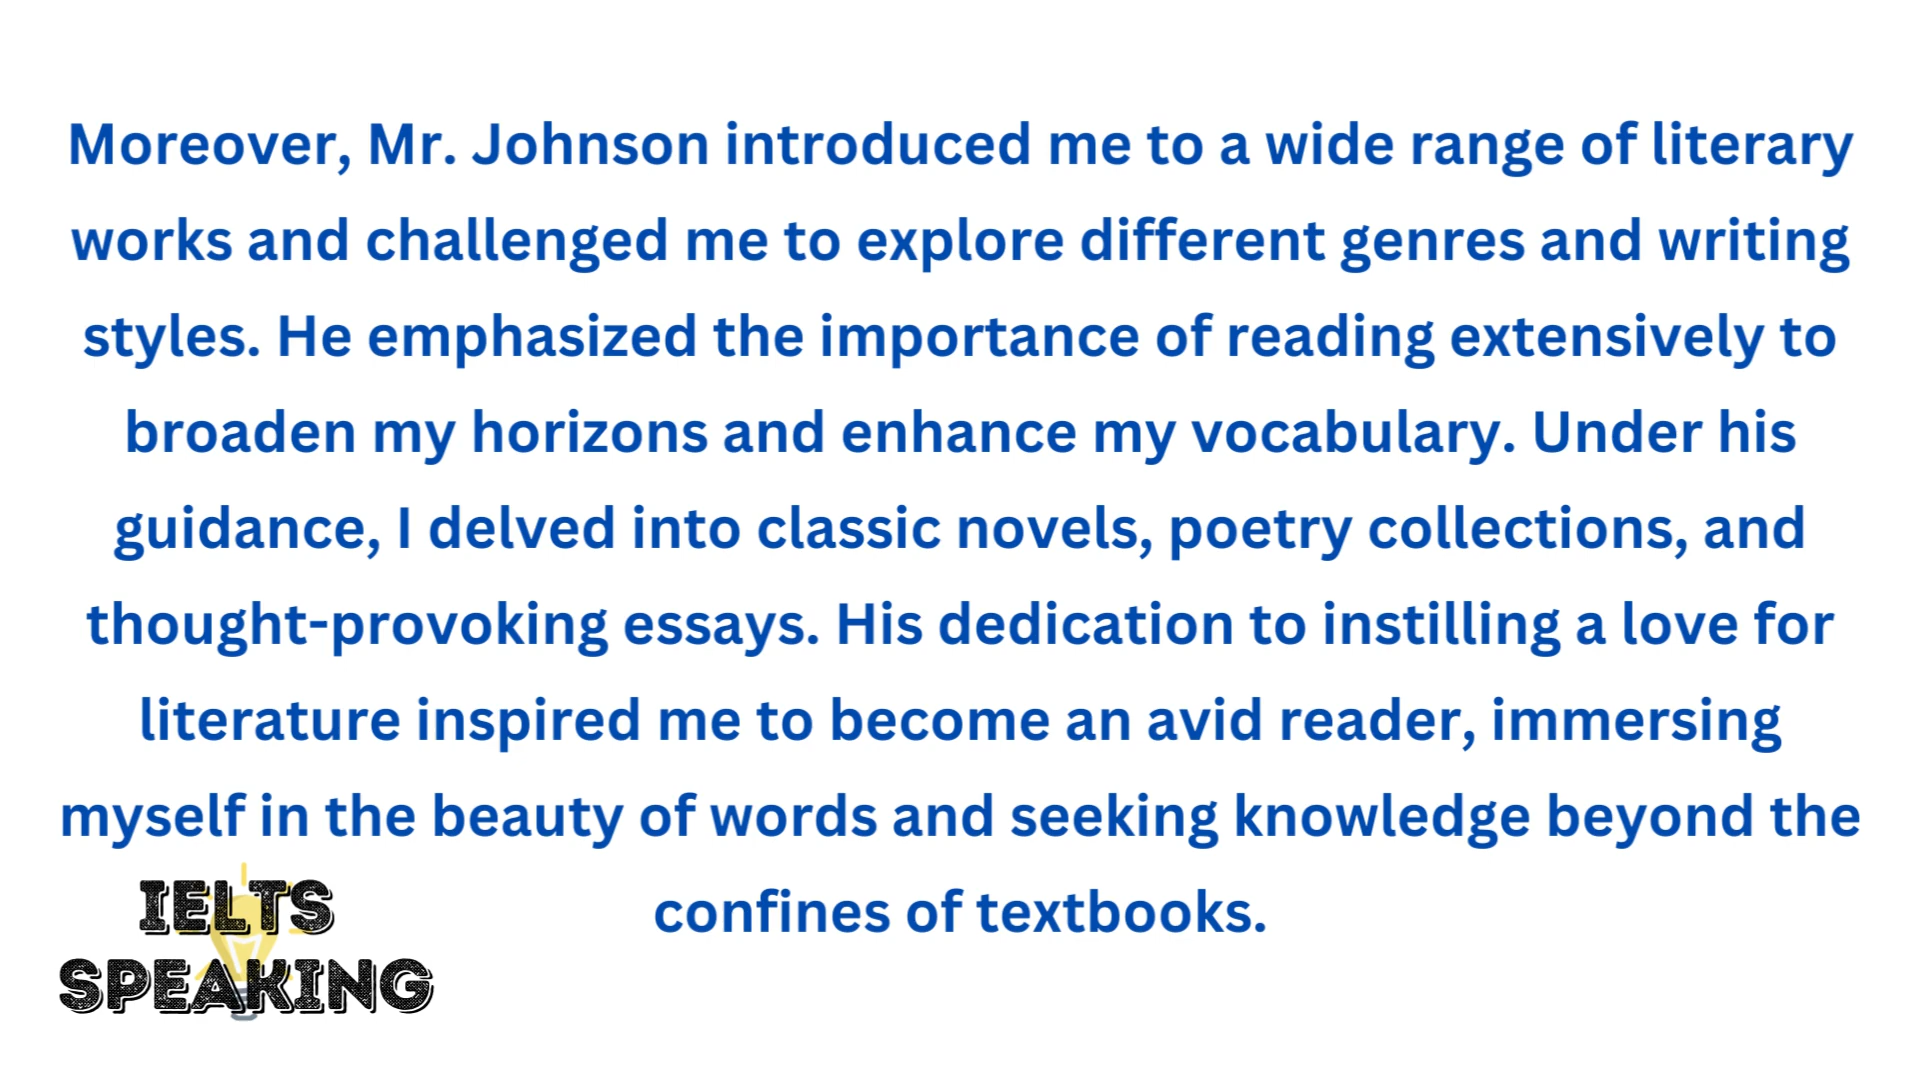 Moreover, Mr. Johnson introduced me to a wide range of literary
works and challenged me to explore different genres and writing
styles. He emphasized the importance of reading extensively to
broaden my horizons and enhance my vocabulary. Under his
guidance, I delved into classic novels, poetry collections, and
thought-provoking essays. His dedication to instilling a love for
literature inspired me to become an avid reader, immersing
myself in the beauty of words and seeking knowledge beyond the
confines of textbooks.
IELTS
SPEAKING